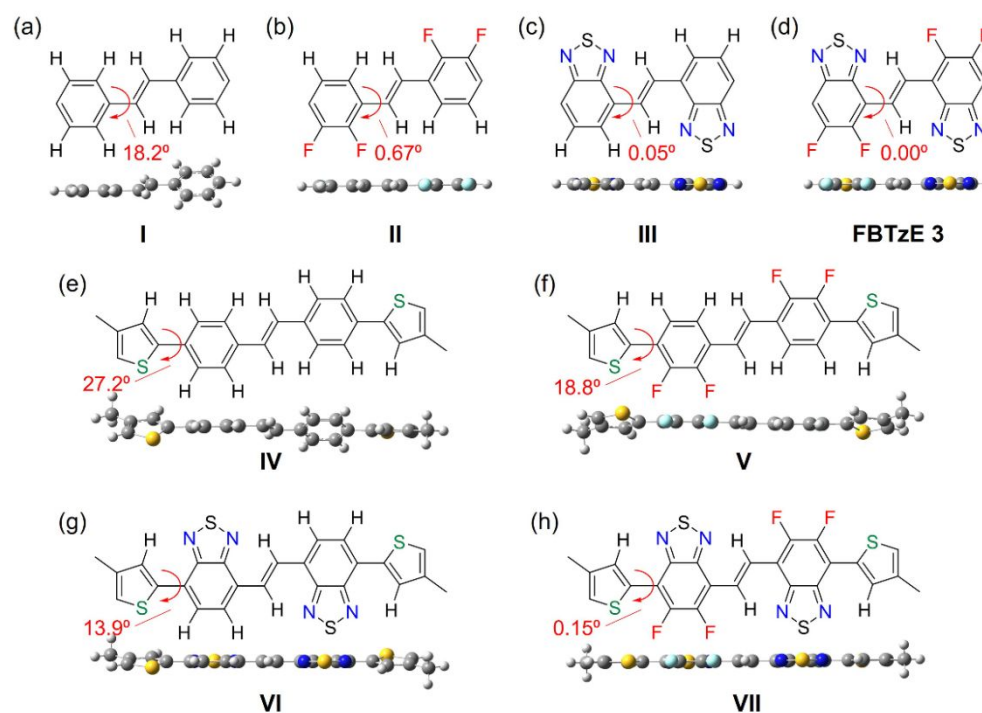 (a)
H H
H H H
H H H
H H
18.2º
I
(b)
F
F
H H H
H H H
F F
0.67º
II
(c)
S H H
N N H
H N N
H H S
0.05º
III
(d)
S F F
N N H
H N N
F F S
0.00º
FBTzE 3
(e)
H H H H H S
H H H H H
S
27.2º
IV
(f)
H H H H F F S
S F F H H H H
18.8º
V
(g)
S
H N N H H H S
S H H H N N H
S
13.9º
VI
(h)
S
H N N H F F S
S F F H N N H
S
0.15º
VII